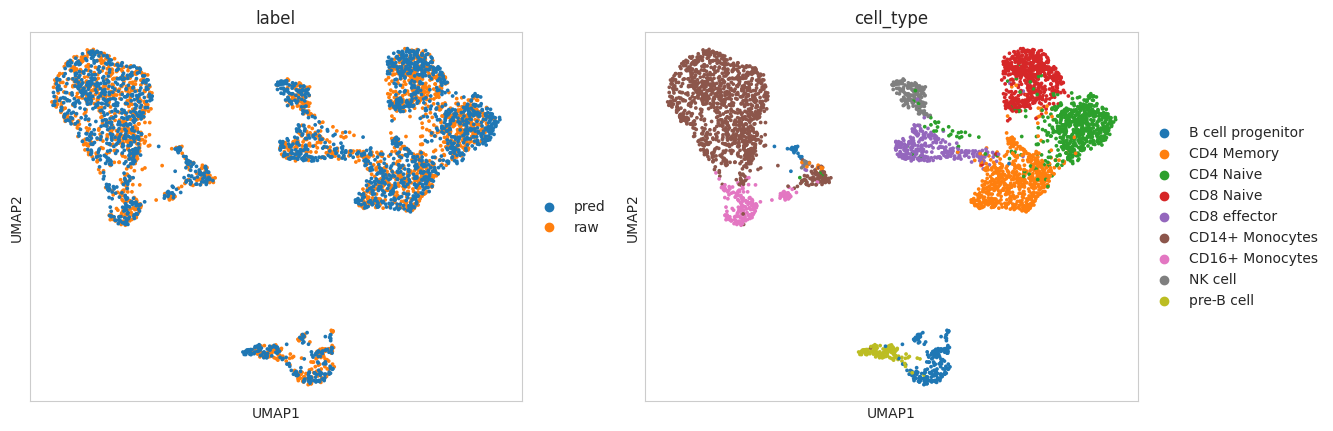 label
UMAP2
UMAP1
pred
raw
cell_type
UMAP2
UMAP1
B cell progenitor
CD4 Memory
CD4 Naive
CD8 Naive
CD8 effector
CD14+ Monocytes
CD16+ Monocytes
NK cell
pre-B cell